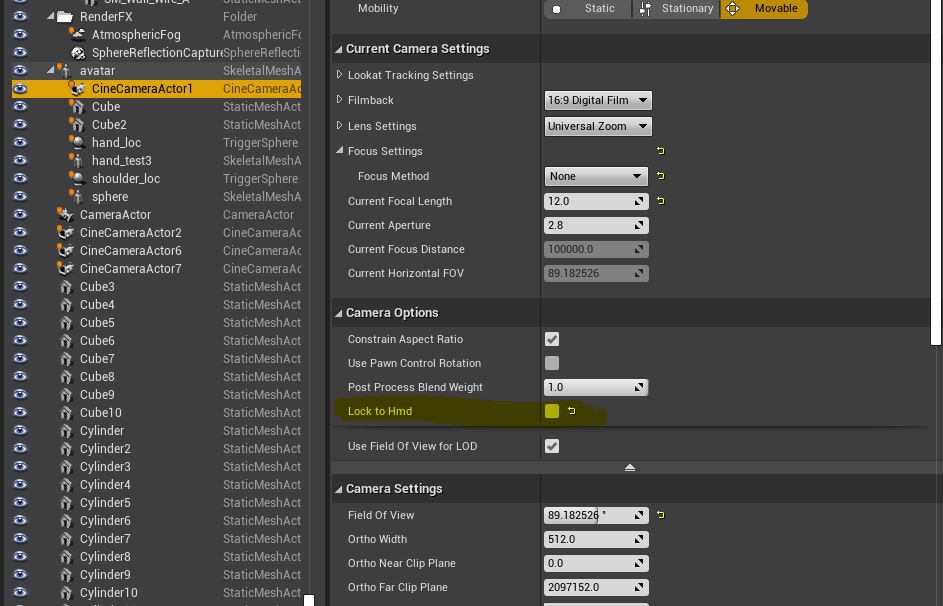 SM_Wall_Wire_A
RenderFX Folder
AtmosphericFog AtmosphericFo
SphereReflectionCapture SphereReflecti
avatar SkeletalMeshA
CineCameraActor1 CineCameraAc
Cube StaticMeshAct
Cube2 StaticMeshAct
hand_loc TriggerSphere
hand_test3 SkeletalMeshA
shoulder_loc TriggerSphere
sphere SkeletalMeshA
CameraActor CameraActor
CineCameraActor2 CineCameraAc
CineCameraActor6 CineCameraAc
CineCameraActor7 CineCameraAc
Cube3 StaticMeshAct
Cube4 StaticMeshAct
Cube5 StaticMeshAct
Cube6 StaticMeshAct
Cube7 StaticMeshAct
Cube8 StaticMeshAct
Cube9 StaticMeshAct
Cube10 StaticMeshAct
Cylinder StaticMeshAct
Cylinder2 StaticMeshAct
Cylinder3 StaticMeshAct
Cylinder4 StaticMeshAct
Cylinder5 StaticMeshAct
Cylinder6 StaticMeshAct
Cylinder7 StaticMeshAct
Cylinder8 StaticMeshAct
Cylinder9 StaticMeshAct
Cylinder10 StaticMeshAct
Mobility Static Stationary Movable
Current Camera Settings
Lookat Tracking Settings
Filmback 16:9 Digital Film
Lens Settings Universal Zoom
Focus Settings
Focus Method None
Current Focal Length 12.0
Current Aperture 2.8
Current Focus Distance 100000.0
Current Horizontal FOV 89.182526
Camera Options
Constrain Aspect Ratio
Use Pawn Control Rotation
Post Process Blend Weight 1.0
Lock to Hmd
Use Field Of View for LOD
Camera Settings
Field Of View 89.182526 °
Ortho Width 512.0
Ortho Near Clip Plane 0.0
Ortho Far Clip Plane 2097152.0